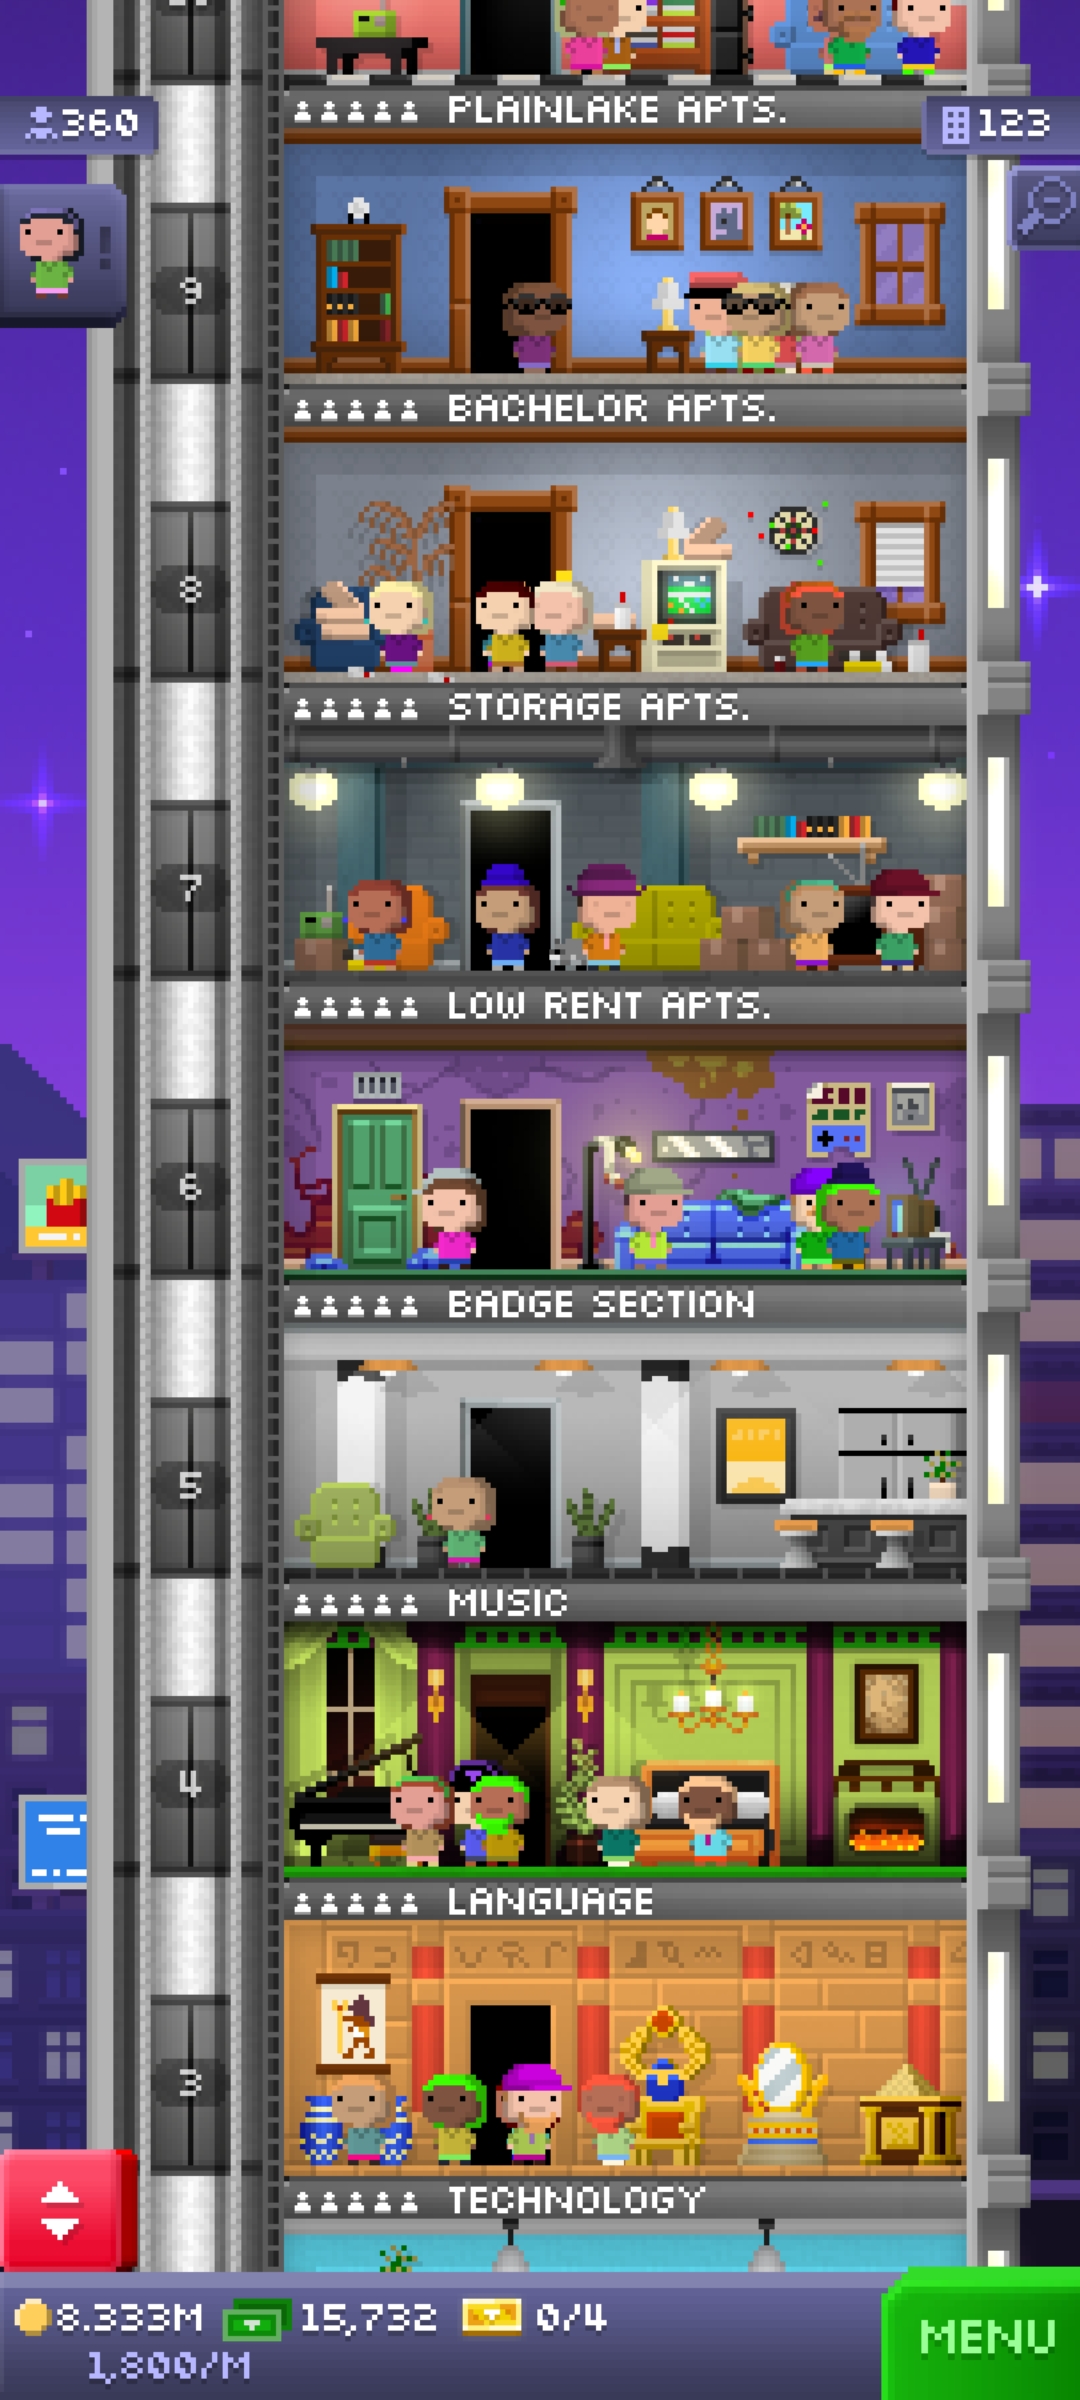 PLAINLAKE APTS.
360
123
!
9
BACHELOR APTS.
8
STORAGE APTS.
7
LOW RENT APTS.
6
BADGE SECTION
5
MUSIC
4
LANGUAGE
3
TECHNOLOGY
8.333M 15,732 0/4
1,800/M
MENU